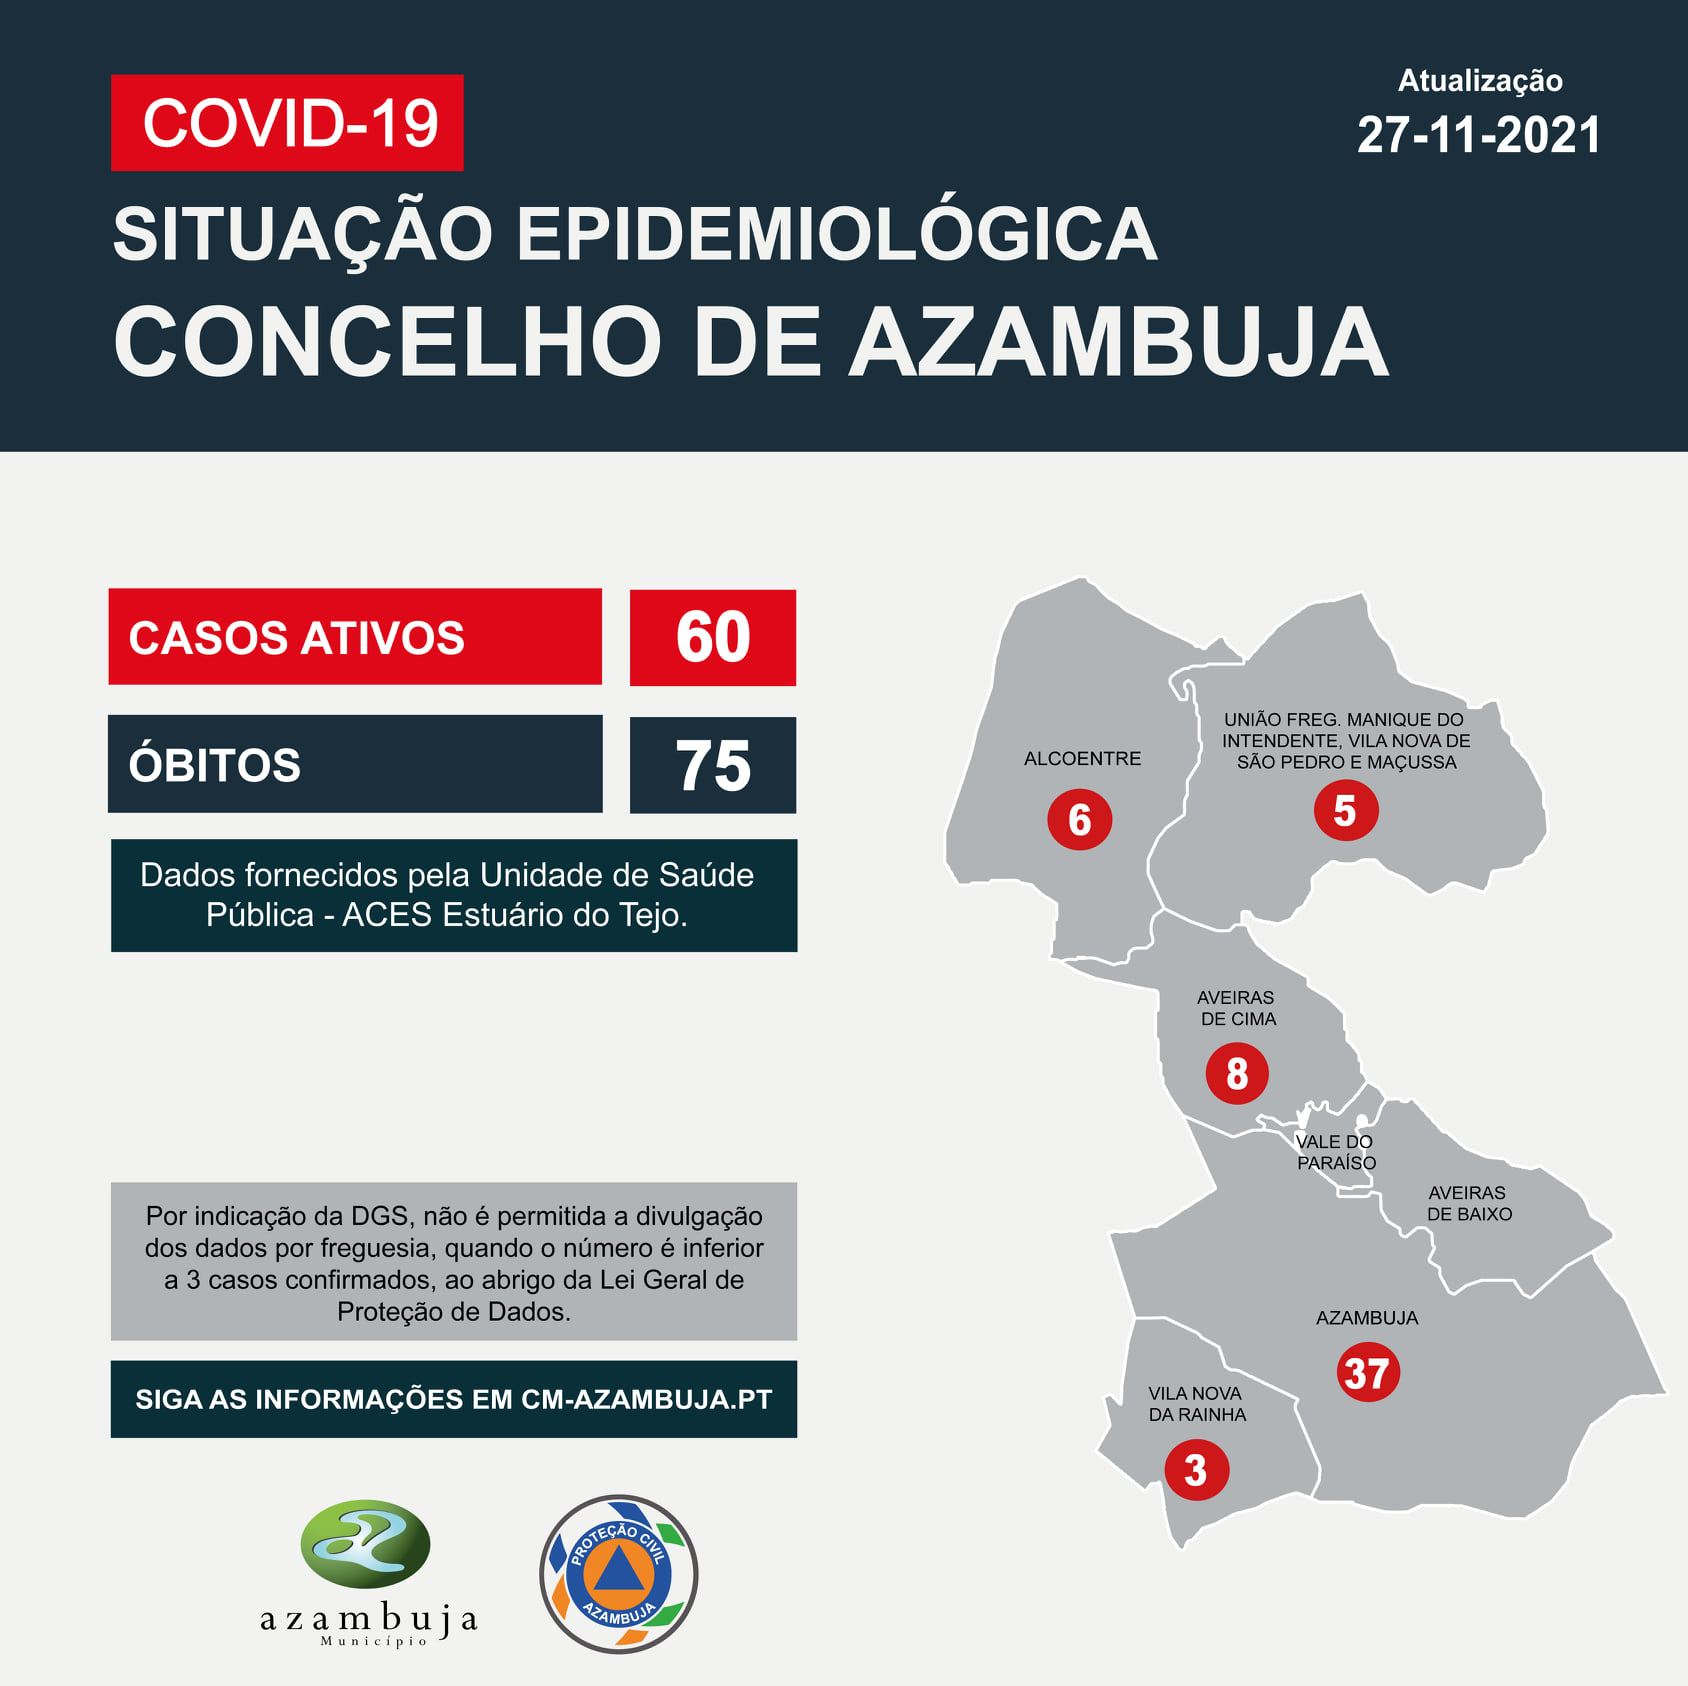 COVID-19
Atualização
27-11-2021
SITUAÇÃO EPIDEMIOLÓGICA
CONCELHO DE AZAMBUJA
CASOS ATIVOS
60
ÓBITOS
75
Dados fornecidos pela Unidade de Saúde
Pública - ACES Estuário do Tejo.
Por indicação da DGS, não é permitida a divulgação
dos dados por freguesia, quando o número é inferior
a 3 casos confirmados, ao abrigo da Lei Geral de
Proteção de Dados.
SIGA AS INFORMAÇÕES EM CM-AZAMBUJA.PT
azambuja
Município
PROTEÇÃO CIVIL
AZAMBUJA
ALCOENTRE
6
UNIÃO FREG. MANIQUE DO
INTENDENTE, VILA NOVA DE
SÃO PEDRO E MAÇUSSA
5
AVEIRAS
DE CIMA
8
VALE DO
PARAÍSO
AVEIRAS
DE BAIXO
AZAMBUJA
37
VILA NOVA
DA RAINHA
3